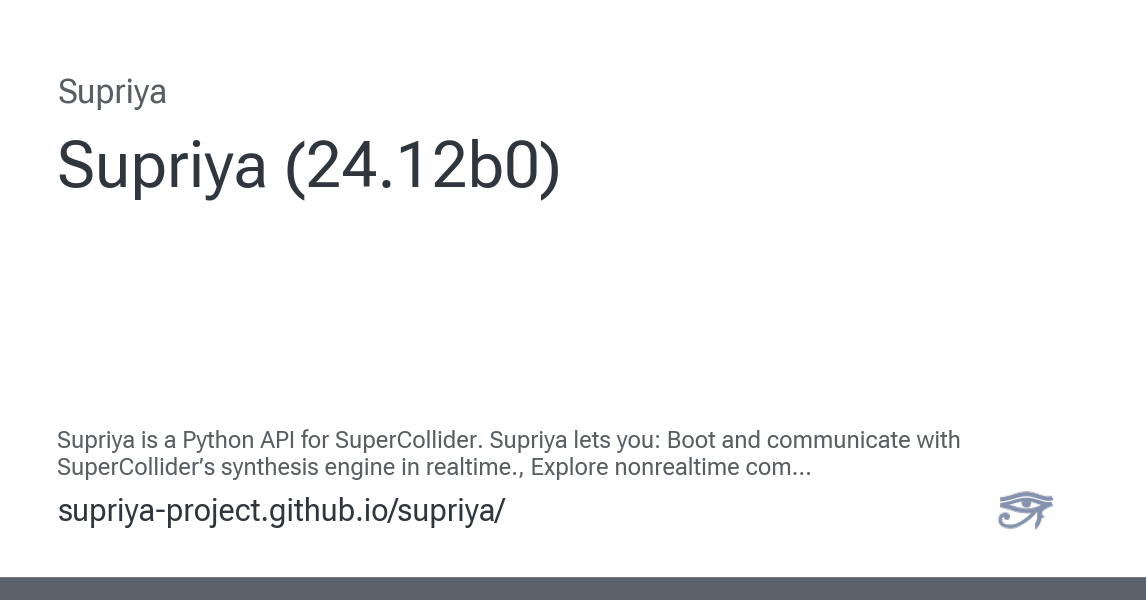 Supriya
Supriya (24.12b0)
Supriya is a Python API for SuperCollider. Supriya lets you: Boot and communicate with
SuperCollider’s synthesis engine in realtime., Explore nonrealtime com...
supriya-project.github.io/supriya/